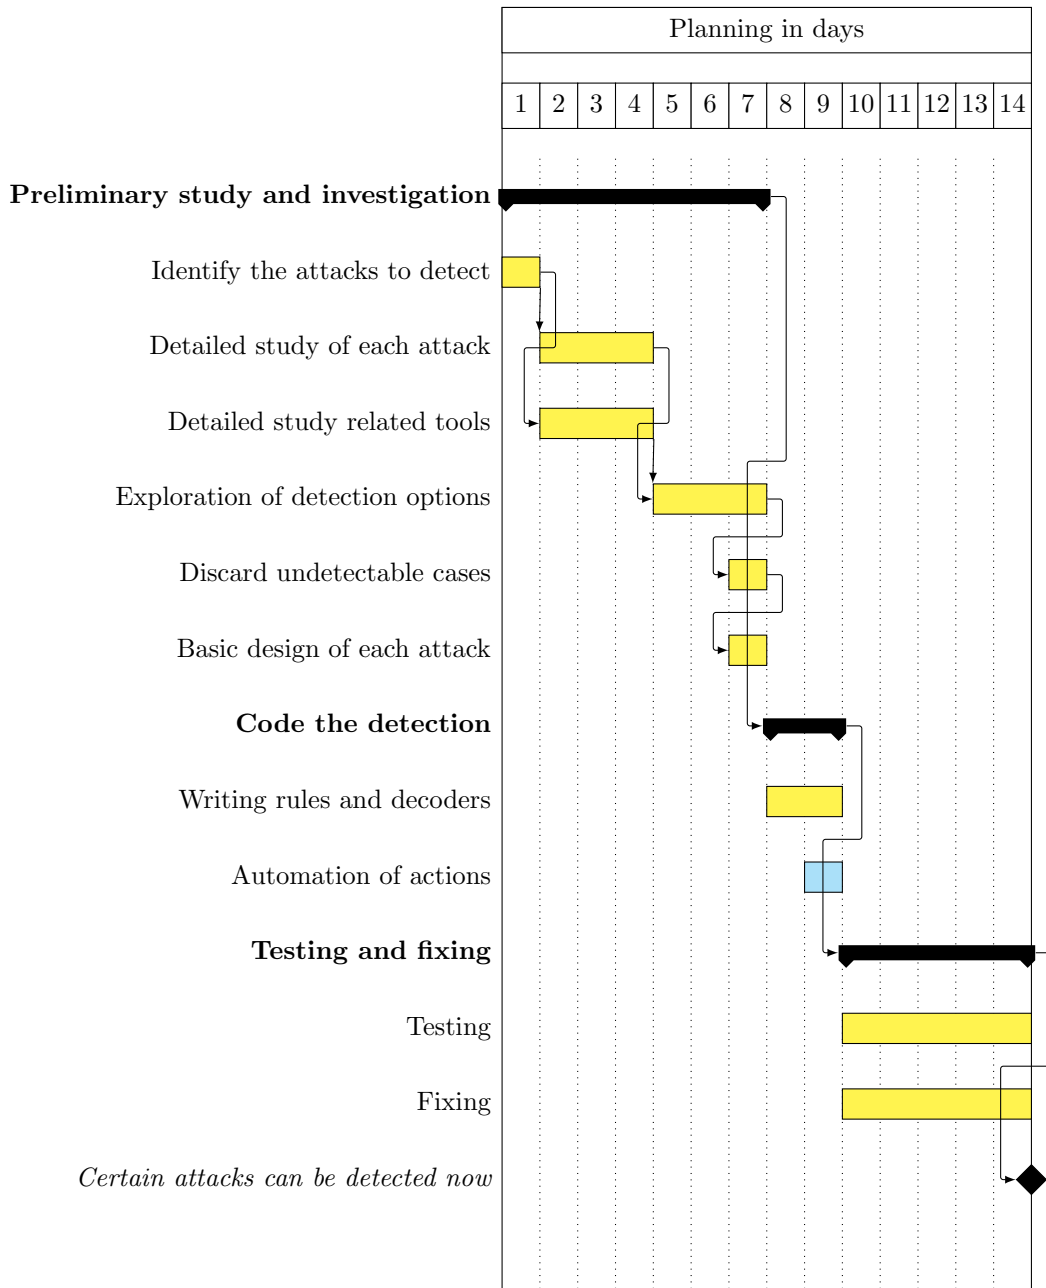 Planning in days
1 2 3 4 5 6 7 8 9 10 11 12 13 14
Preliminary study and investigation
Identify the attacks to detect
Detailed study of each attack
Detailed study related tools
Exploration of detection options
Discard undetectable cases
Basic design of each attack
Code the detection
Writing rules and decoders
Automation of actions
Testing and fixing
Testing
Fixing
Certain attacks can be detected now